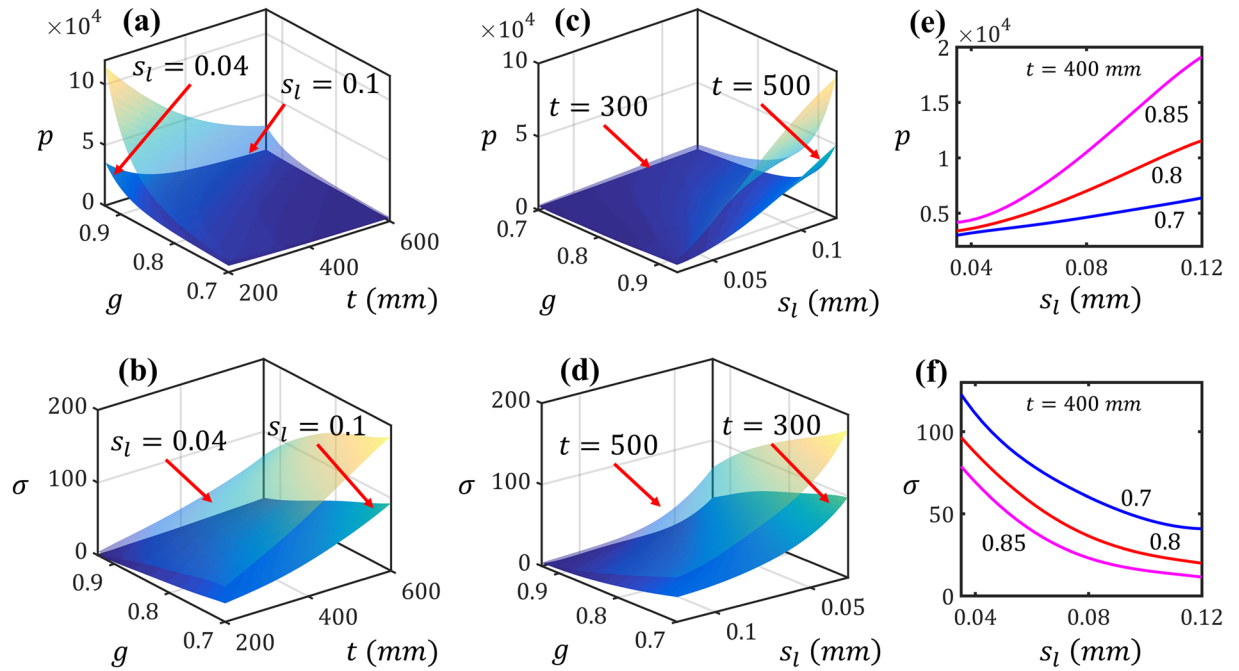 (a)
×10⁴
10
5
0
p
s_l = 0.04
s_l = 0.1
0.9
0.8
0.7
g
200
400
600
t (mm)
(c)
×10⁴
10
5
0
p
t = 300
t = 500
0.7
0.8
0.9
g
0.05
0.1
s_l (mm)
(e)
×10⁴
2
1.5
1
0.5
p
t = 400 mm
0.85
0.8
0.7
0.04
0.08
0.12
s_l (mm)
(b)
200
100
0
σ
s_l = 0.04
s_l = 0.1
0.9
0.8
0.7
g
200
400
600
t (mm)
(d)
200
100
0
σ
t = 500
t = 300
0.9
0.8
0.7
g
0.1
0.05
s_l (mm)
(f)
100
50
0
σ
t = 400 mm
0.7
0.8
0.85
0.04
0.08
0.12
s_l (mm)